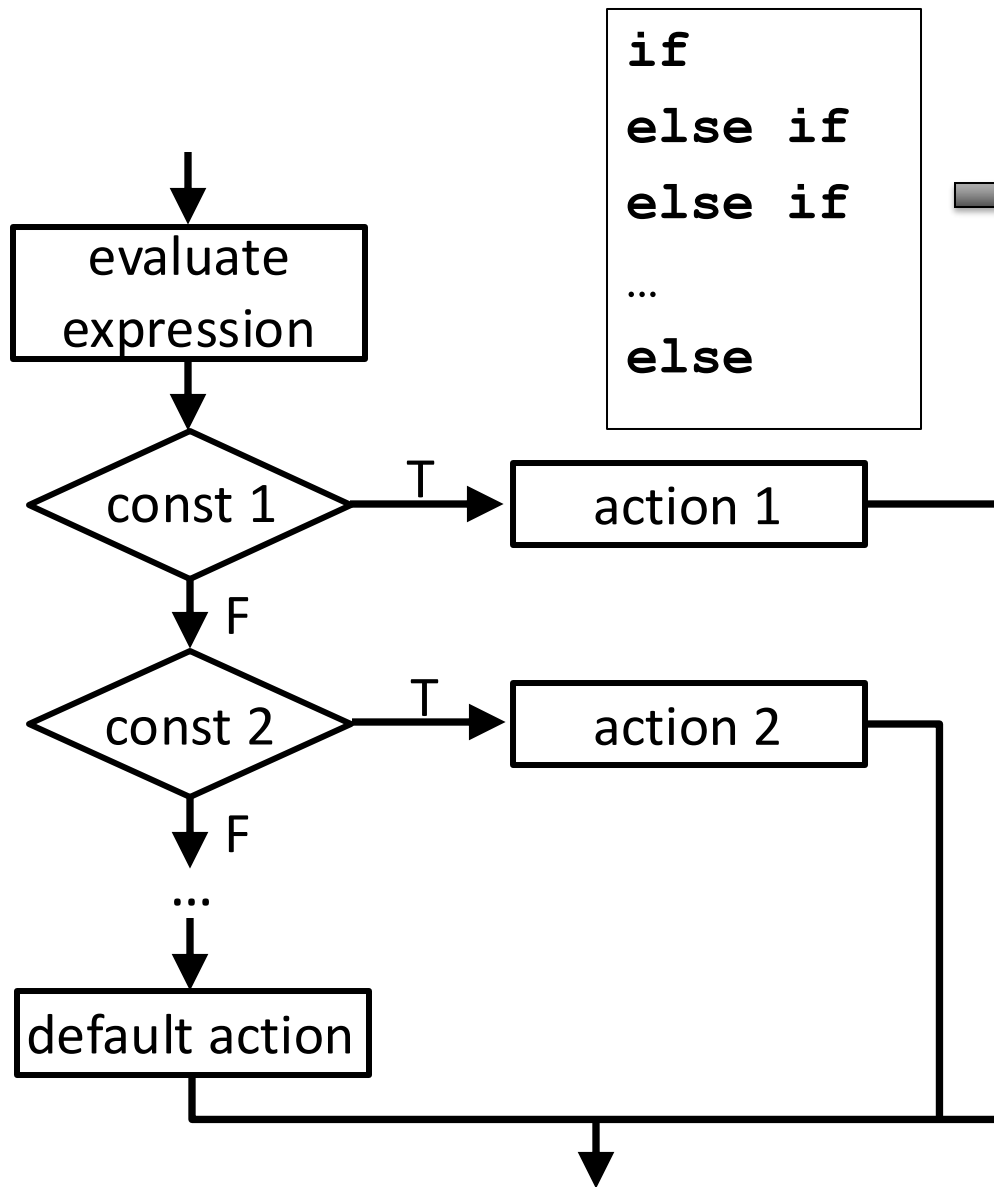 if
else if
else if
…
else
evaluate
expression
const 1
T
action 1
F
const 2
T
action 2
F
…
default action